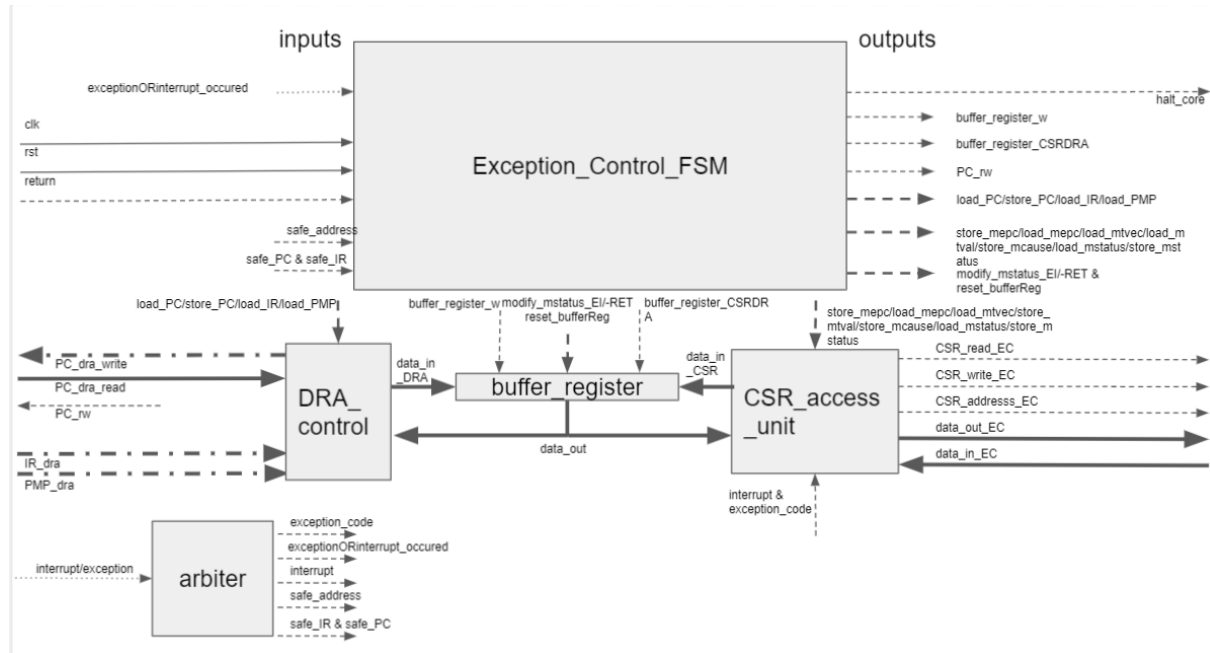 inputs
outputs
exceptionORinterrupt_occured
halt_core
clk
buffer_register_w
rst
buffer_register_CSRDRA
Exception_Control_FSM
return
PC_rw
load_PC/store_PC/load_IR/load_PMP
safe_address
store_mepc/load_mepc/load_mtvec/load_m
tval/store_mcause/load_mstatus/store_mst
atus
safe_PC & safe_IR
modify_mstatus_EI/-RET &
reset_bufferReg
load_PC/store_PC/load_IR/load_PMP
buffer_register_w
modify_mstatus_EI/-RET
reset_bufferReg
buffer_register_CSRDR
A
store_mepc/load_mepc/load_mtvec/store_
mtval/store_mcause/load_mstatus/store_m
status
PC_dra_write
PC_dra_read
PC_rw
IR_dra
PMP_dra
DRA_
control
data_in
_DRA
buffer_register
data_in
_CSR
data_out
CSR_access
_unit
CSR_read_EC
CSR_write_EC
CSR_addresss_EC
data_out_EC
data_in_EC
interrupt &
exception_code
interrupt/exception
arbiter
exception_code
exceptionORinterrupt_occured
interrupt
safe_address
safe_IR & safe_PC